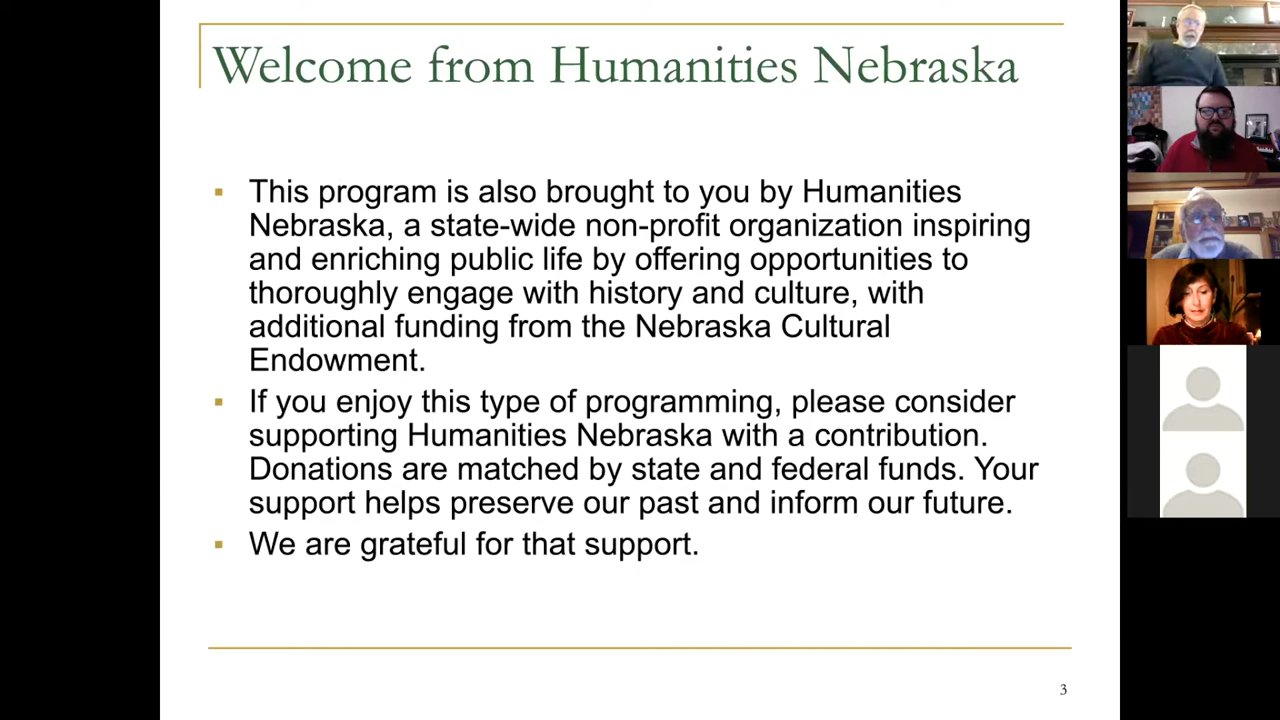 Welcome from Humanities Nebraska
▪ This program is also brought to you by Humanities
Nebraska, a state-wide non-profit organization inspiring
and enriching public life by offering opportunities to
thoroughly engage with history and culture, with
additional funding from the Nebraska Cultural
Endowment.
▪ If you enjoy this type of programming, please consider
supporting Humanities Nebraska with a contribution.
Donations are matched by state and federal funds. Your
support helps preserve our past and inform our future.
▪ We are grateful for that support.
3